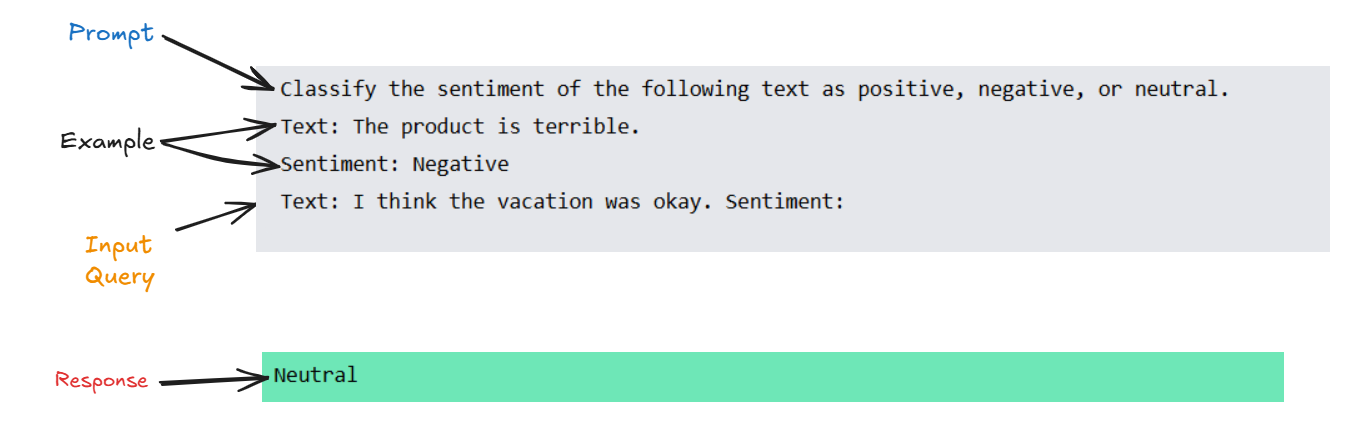 Prompt
Classify the sentiment of the following text as positive, negative, or neutral.
Example
Text: The product is terrible.
Sentiment: Negative
Text: I think the vacation was okay. Sentiment:
Input
Query
Response
Neutral